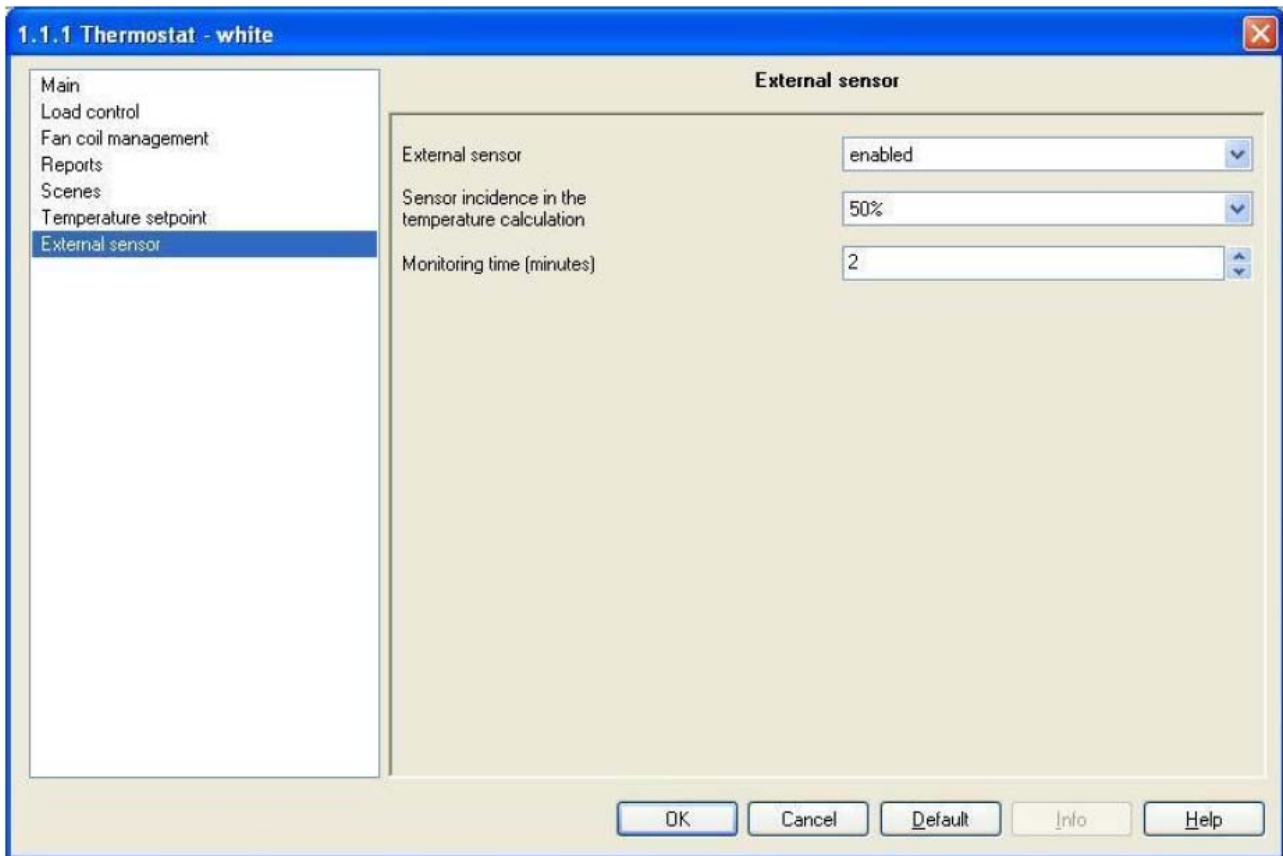 1.1.1 Thermostat - white
Main
Load control
Fan coil management
Reports
Scenes
Temperature setpoint
External sensor
External sensor
External sensor
enabled
Sensor incidence in the
temperature calculation
50%
Monitoring time (minutes)
2
OK
Cancel
Default
Info
Help